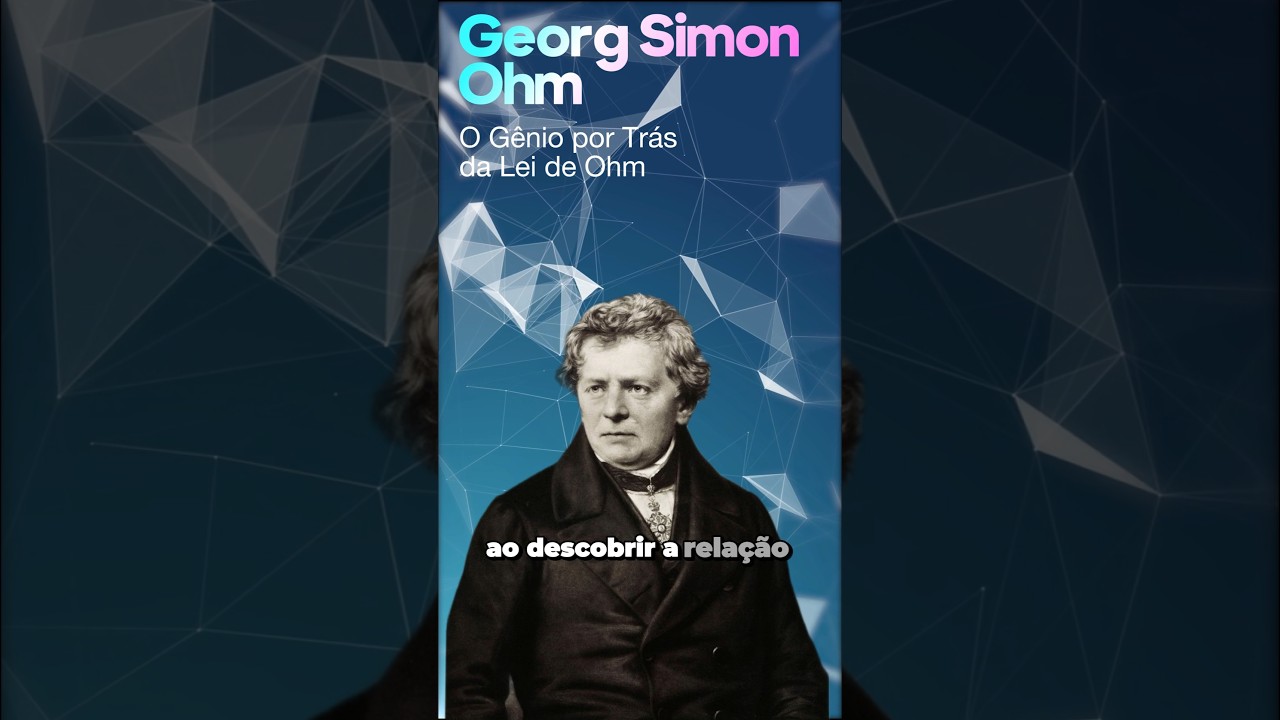 Georg Simon
Ohm
O Gênio por Trás
da Lei de Ohm
ao descobrir a relação